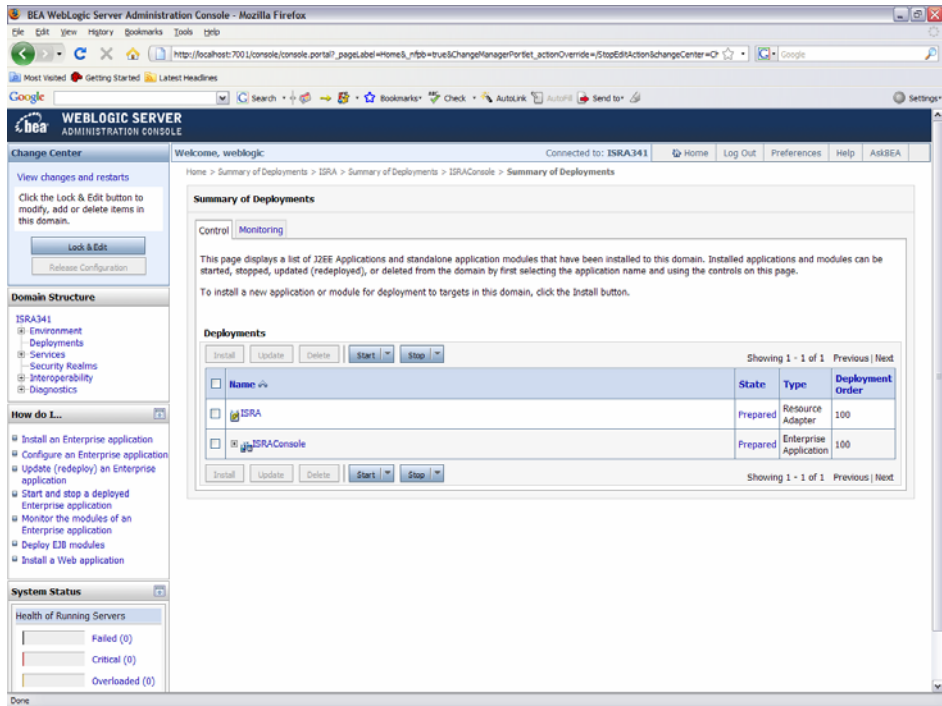 BEA WebLogic Server Administration Console - Mozilla Firefox
File Edit View History Bookmarks Tools Help
http://localhost:7001/console/console.portal?_pageLabel=Home&_nfpb=true&ChangeManagerPortlet_actionOverride=/StopEditAction&changeCenter=Ch
Google
Most Visited Getting Started Latest Headlines
Google Search Bookmarks Check AutoLink AutoFill Send to Settings
bea WEBLOGIC SERVER
ADMINISTRATION CONSOLE
Change Center
View changes and restarts
Click the Lock & Edit button to
modify, add or delete items in
this domain.
Lock & Edit
Release Configuration
Domain Structure
ISRA341
Environment
Deployments
Services
Security Realms
Interoperability
Diagnostics
How do I...
Install an Enterprise application
Configure an Enterprise application
Update (redeploy) an Enterprise
application
Start and stop a deployed
Enterprise application
Monitor the modules of an
Enterprise application
Deploy EJB modules
Install a Web application
System Status
Health of Running Servers
Failed (0)
Critical (0)
Overloaded (0)
Welcome, weblogic Connected to: ISRA341 Home Log Out Preferences Help AskBEA
Home > Summary of Deployments > ISRA > Summary of Deployments > ISRAConsole > Summary of Deployments
Summary of Deployments
Control Monitoring
This page displays a list of J2EE Applications and standalone application modules that have been installed to this domain. Installed applications and modules can be
started, stopped, updated (redeployed), or deleted from the domain by first selecting the application name and using the controls on this page.
To install a new application or module for deployment to targets in this domain, click the Install button.
Deployments
Install Update Delete Start Stop Showing 1 - 1 of 1 Previous | Next
Name State Type Deployment
Order
ISRA Prepared Resource
Adapter 100
ISRAConsole Prepared Enterprise
Application 100
Install Update Delete Start Stop Showing 1 - 1 of 1 Previous | Next
Done